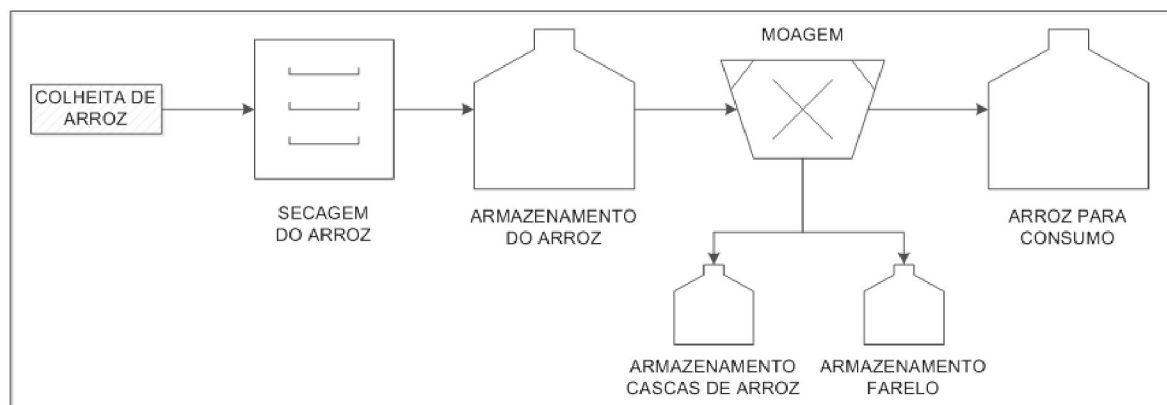 COLHEITA DE
ARROZ
SECAGEM
DO ARROZ
ARMAZENAMENTO
DO ARROZ
MOAGEM
ARROZ PARA
CONSUMO
ARMAZENAMENTO
CASCAS DE ARROZ
ARMAZENAMENTO
FARELO